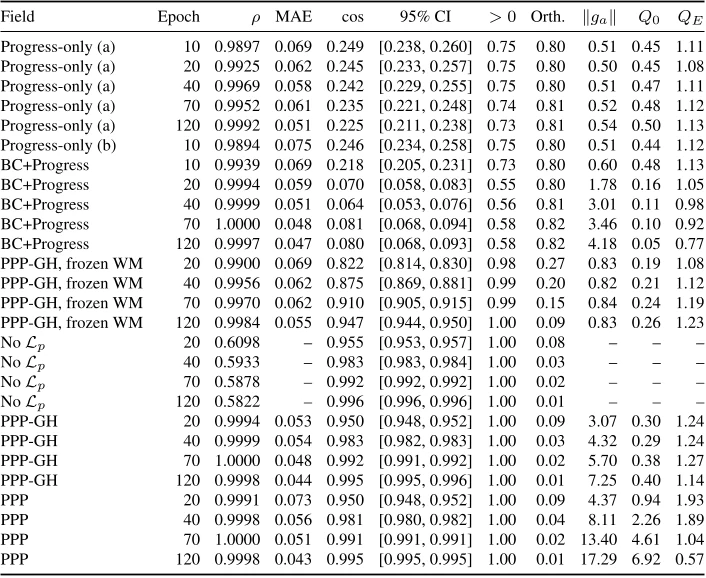 Field Epoch ρ MAE cos 95% CI > 0 Orth. ∥g_a∥ Q_0 Q_E
Progress-only (a) 10 0.9897 0.069 0.249 [0.238, 0.260] 0.75 0.80 0.51 0.45 1.11
Progress-only (a) 20 0.9925 0.062 0.245 [0.233, 0.257] 0.75 0.80 0.50 0.45 1.08
Progress-only (a) 40 0.9969 0.058 0.242 [0.229, 0.255] 0.75 0.80 0.51 0.47 1.11
Progress-only (a) 70 0.9952 0.061 0.235 [0.221, 0.248] 0.74 0.81 0.52 0.48 1.12
Progress-only (a) 120 0.9992 0.051 0.225 [0.211, 0.238] 0.73 0.81 0.54 0.50 1.13
Progress-only (b) 10 0.9894 0.075 0.246 [0.234, 0.258] 0.75 0.80 0.51 0.44 1.12
BC+Progress 10 0.9939 0.069 0.218 [0.205, 0.231] 0.73 0.80 0.60 0.48 1.13
BC+Progress 20 0.9994 0.059 0.070 [0.058, 0.083] 0.55 0.80 1.78 0.16 1.05
BC+Progress 40 0.9999 0.051 0.064 [0.053, 0.076] 0.56 0.81 3.01 0.11 0.98
BC+Progress 70 1.0000 0.048 0.081 [0.068, 0.094] 0.58 0.82 3.46 0.10 0.92
BC+Progress 120 0.9997 0.047 0.080 [0.068, 0.093] 0.58 0.82 4.18 0.05 0.77
PPP-GH, frozen WM 20 0.9900 0.069 0.822 [0.814, 0.830] 0.98 0.27 0.83 0.19 1.08
PPP-GH, frozen WM 40 0.9956 0.062 0.875 [0.869, 0.881] 0.99 0.20 0.82 0.21 1.12
PPP-GH, frozen WM 70 0.9970 0.062 0.910 [0.905, 0.915] 0.99 0.15 0.84 0.24 1.19
PPP-GH, frozen WM 120 0.9984 0.055 0.947 [0.944, 0.950] 1.00 0.09 0.83 0.26 1.23
No ℒ_p 20 0.6098 – 0.955 [0.953, 0.957] 1.00 0.08 – – –
No ℒ_p 40 0.5933 – 0.983 [0.983, 0.984] 1.00 0.03 – – –
No ℒ_p 70 0.5878 – 0.992 [0.992, 0.992] 1.00 0.02 – – –
No ℒ_p 120 0.5822 – 0.996 [0.996, 0.996] 1.00 0.01 – – –
PPP-GH 20 0.9994 0.053 0.950 [0.948, 0.952] 1.00 0.09 3.07 0.30 1.24
PPP-GH 40 0.9999 0.054 0.983 [0.982, 0.983] 1.00 0.03 4.32 0.29 1.24
PPP-GH 70 1.0000 0.048 0.992 [0.991, 0.992] 1.00 0.02 5.70 0.38 1.27
PPP-GH 120 0.9998 0.044 0.995 [0.995, 0.996] 1.00 0.01 7.25 0.40 1.14
PPP 20 0.9991 0.073 0.950 [0.948, 0.952] 1.00 0.09 4.37 0.94 1.93
PPP 40 0.9998 0.056 0.981 [0.980, 0.982] 1.00 0.04 8.11 2.26 1.89
PPP 70 1.0000 0.051 0.991 [0.991, 0.991] 1.00 0.02 13.40 4.61 1.04
PPP 120 0.9998 0.043 0.995 [0.995, 0.995] 1.00 0.01 17.29 6.92 0.57